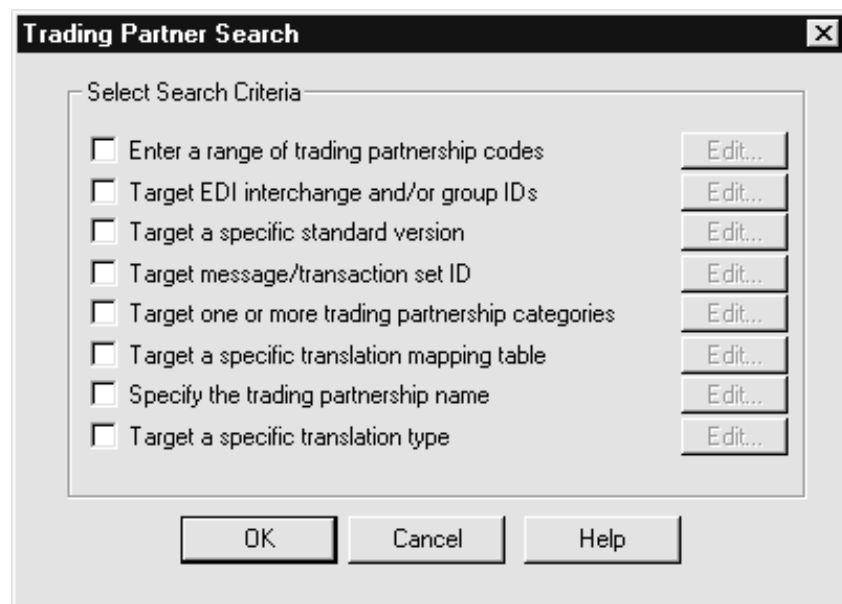 Trading Partner Search
Select Search Criteria
Enter a range of trading partnership codes Edit...
Target EDI interchange and/or group IDs Edit...
Target a specific standard version Edit...
Target message/transaction set ID Edit...
Target one or more trading partnership categories Edit...
Target a specific translation mapping table Edit...
Specify the trading partnership name Edit...
Target a specific translation type Edit...
OK Cancel Help